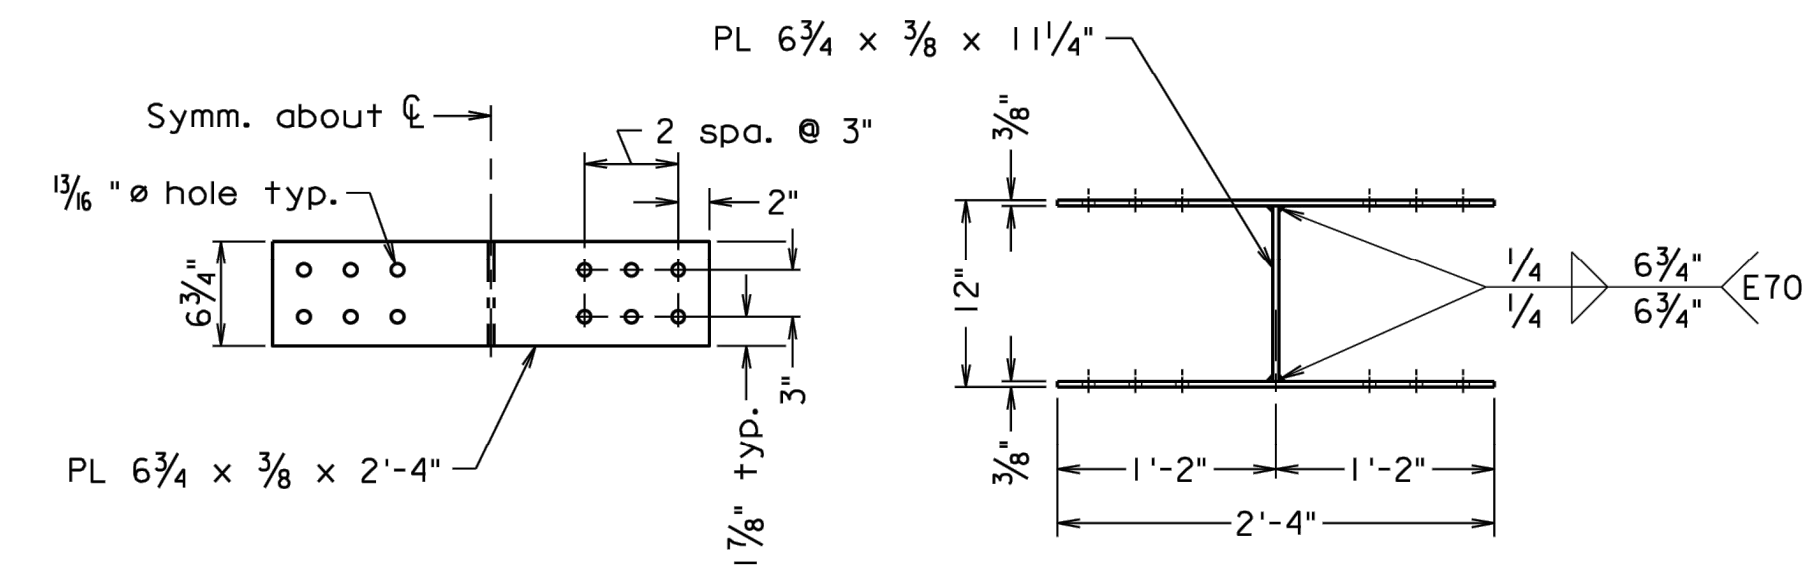 PL 6¾ x ⅜ x 11¼"
Symm. about ℄
2 spa. @ 3"
13/16 "ø hole typ.
2"
6¾"
3"
1⅞" typ.
PL 6¾ x ⅜ x 2'-4"
⅜"
12"
⅜"
¼ 6¾"
¼ 6¾"
E70
1'-2" 1'-2"
2'-4"